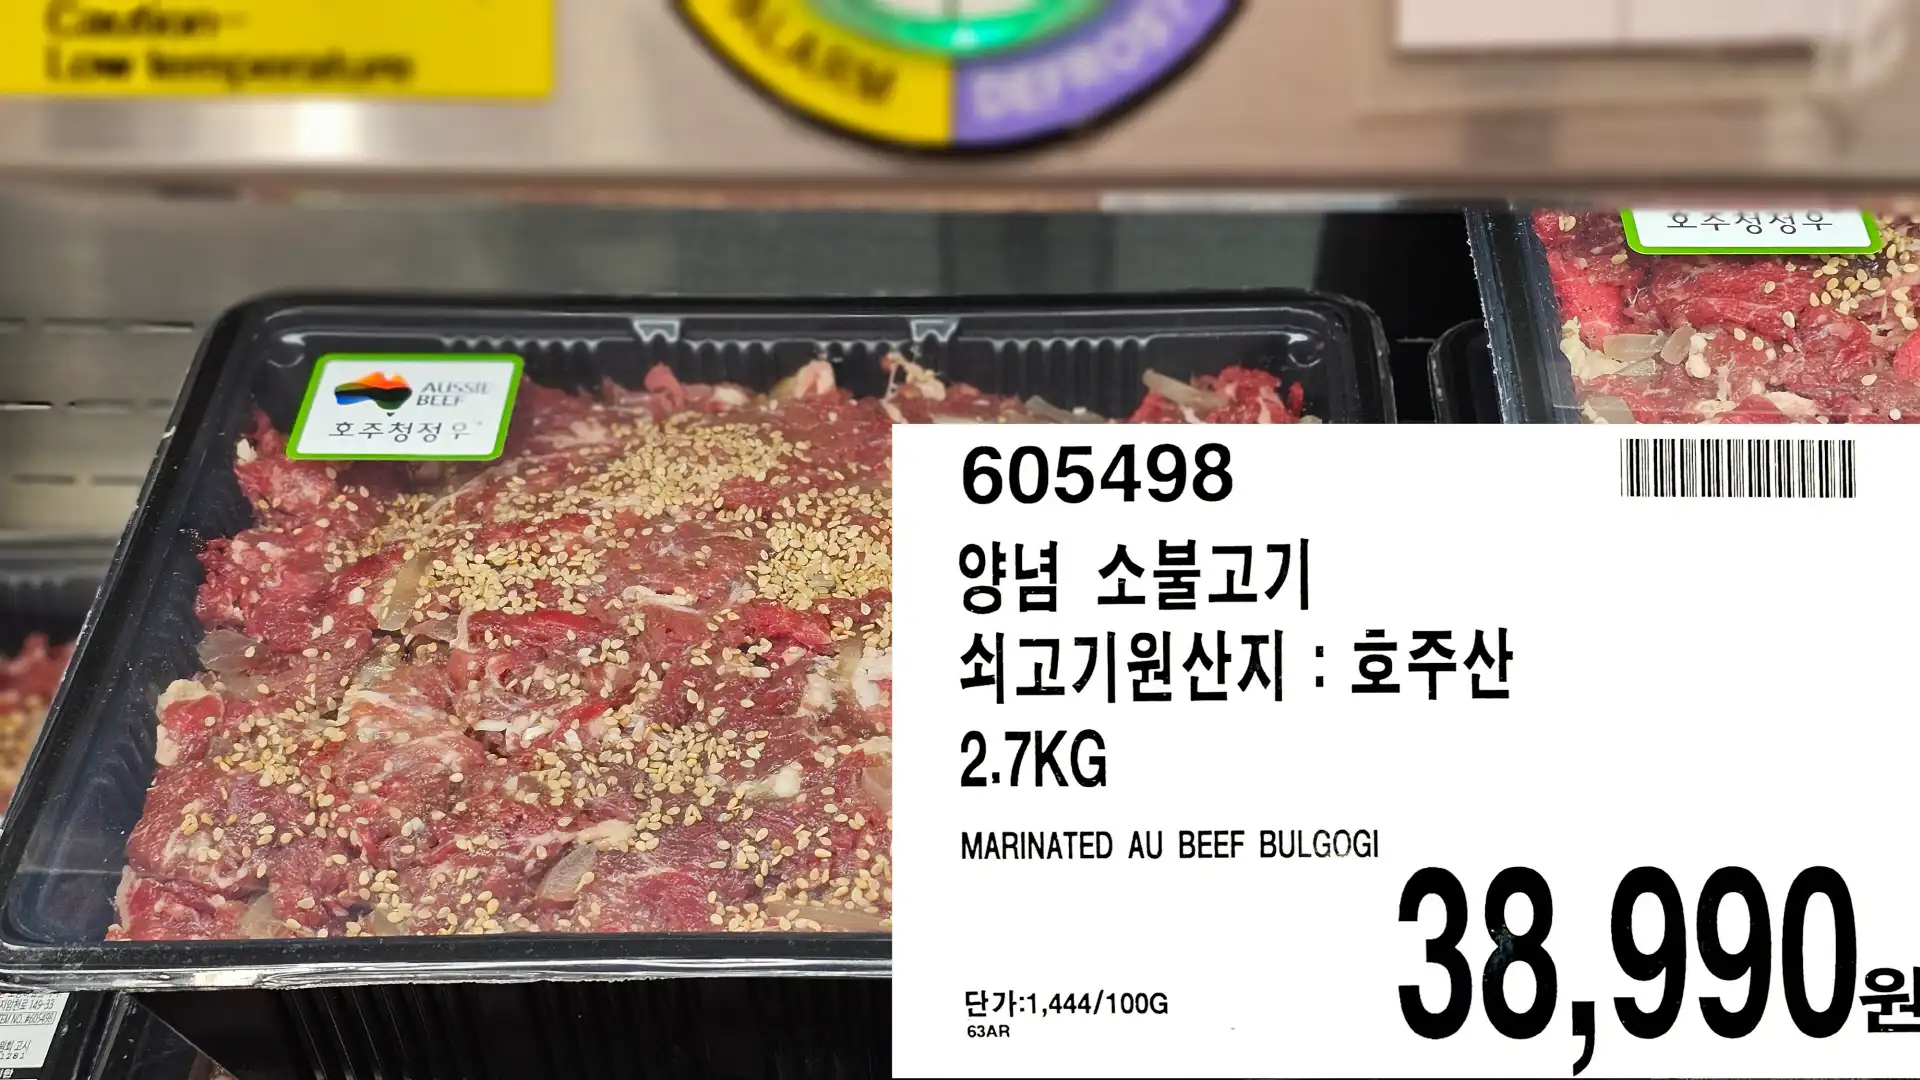 Caution-
Low temperature
ALARM
DEFROST
호주청정우
AUSSIE
BEEF
호주청정우
605498
양념 소불고기
쇠고기원산지 : 호주산
2.7KG
MARINATED AU BEEF BULGOGI
38,990원
단가:1,444/100G
63AR